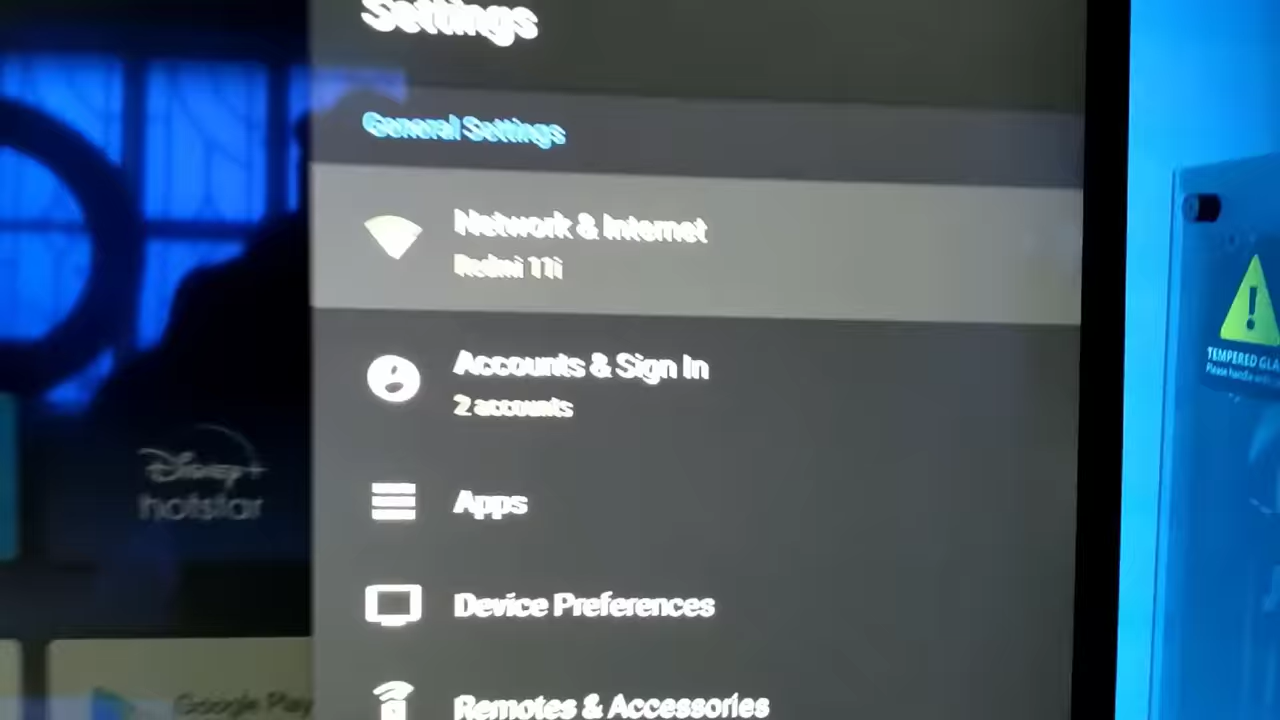 Settings
General Settings
Network & Internet
Redmi 11i
Accounts & Sign In
2 accounts
Apps
Device Preferences
Remotes & Accessories
Disney+
hotstar
Google Play
TEMPERED GLA